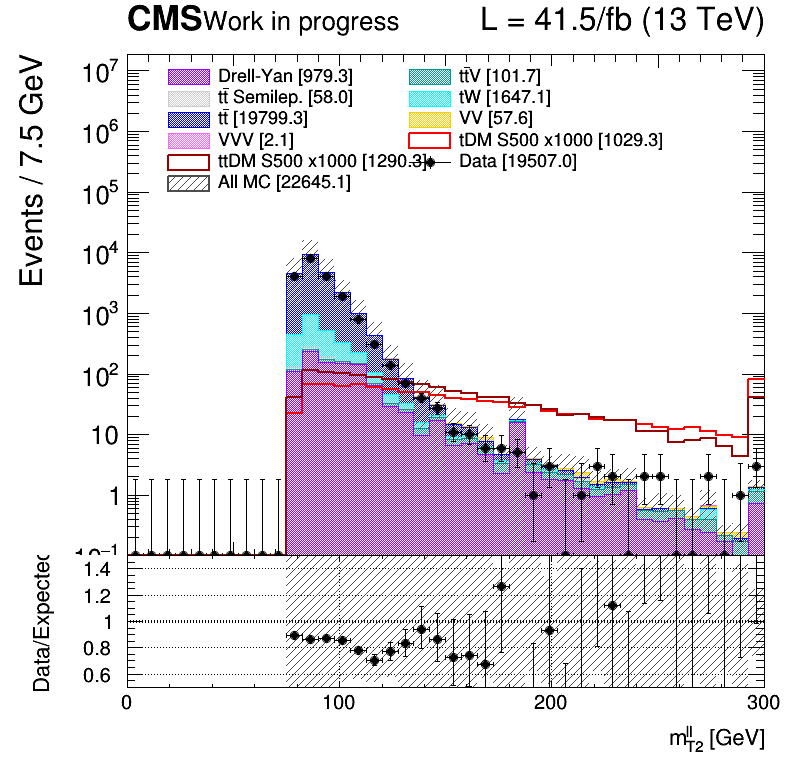 CMS Work in progress L = 41.5/fb (13 TeV)
Events / 7.5 GeV
10⁷
10⁶
10⁵
10⁴
10³
10²
10
1
10⁻¹
Drell-Yan [979.3] tt̄V [101.7]
tt̄ Semilep. [58.0] tW [1647.1]
tt̄ [19799.3] VV [57.6]
VVV [2.1] tDM S500 x1000 [1029.3]
ttDM S500 x1000 [1290.3] Data [19507.0]
All MC [22645.1]
Data/Expected
1.4
1.2
1
0.8
0.6
0 100 200 300
m_{T2}^{ll} [GeV]